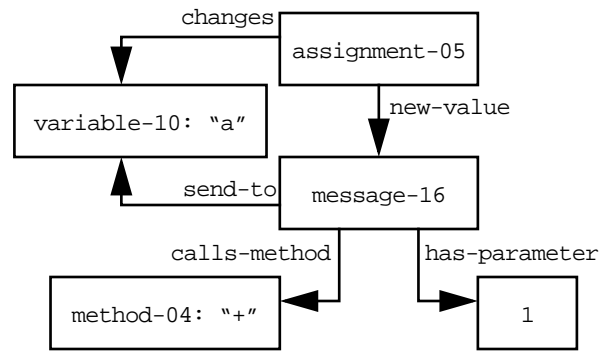 changes
assignment-05
new-value
variable-10: “a”
send-to
message-16
calls-method
has-parameter
method-04: “+”
1